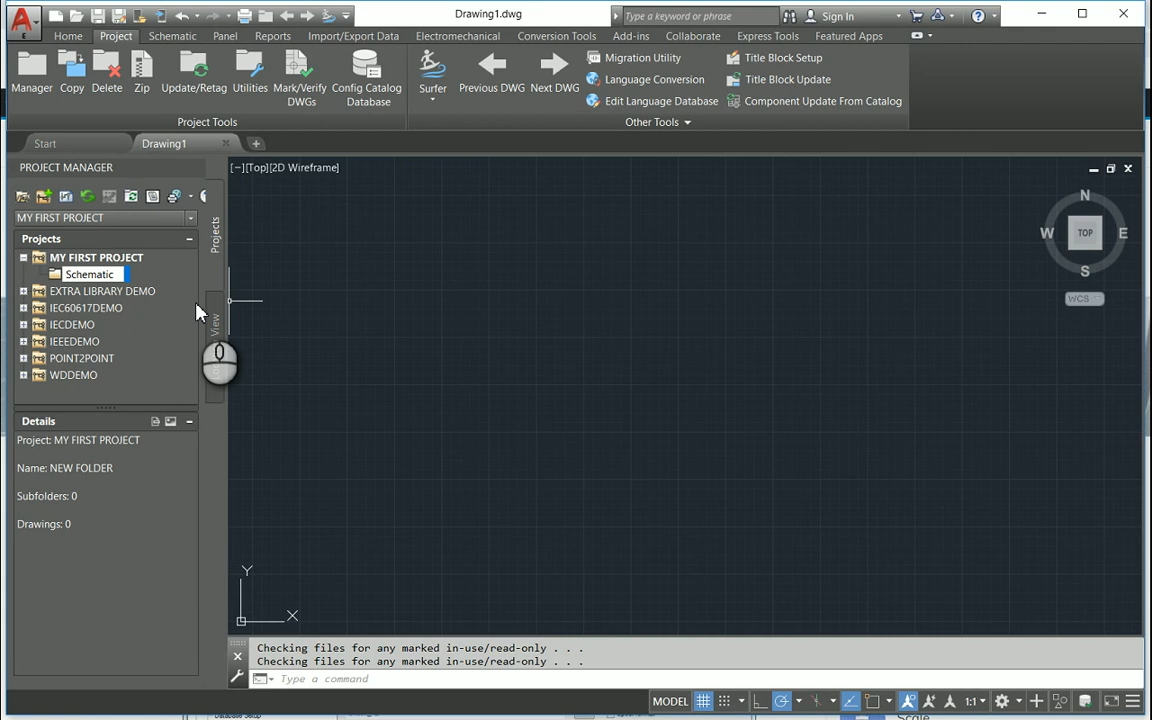 Drawing1.dwg
Type a keyword or phrase
Sign In
E
Home Project Schematic Panel Reports Import/Export Data Electromechanical Conversion Tools Add-ins Collaborate Express Tools Featured Apps
Manager Copy Delete Zip Update/Retag Utilities Mark/Verify DWGs Config Catalog Database
Surfer Previous DWG Next DWG
Migration Utility
Language Conversion
Edit Language Database
Title Block Setup
Title Block Update
Component Update From Catalog
Project Tools
Other Tools
Start
Drawing1
PROJECT MANAGER
MY FIRST PROJECT
Projects
MY FIRST PROJECT
Schematic
EXTRA LIBRARY DEMO
IEC60617DEMO
IECDEMO
IEEEDEMO
POINT2POINT
WDDEMO
Details
Project: MY FIRST PROJECT
Name: NEW FOLDER
Subfolders: 0
Drawings: 0
Projects
View
[−][Top][2D Wireframe]
N
W TOP E
S
WCS
Y
X
Checking files for any marked in-use/read-only . . .
Checking files for any marked in-use/read-only . . .
Type a command
MODEL
1:1
Scale